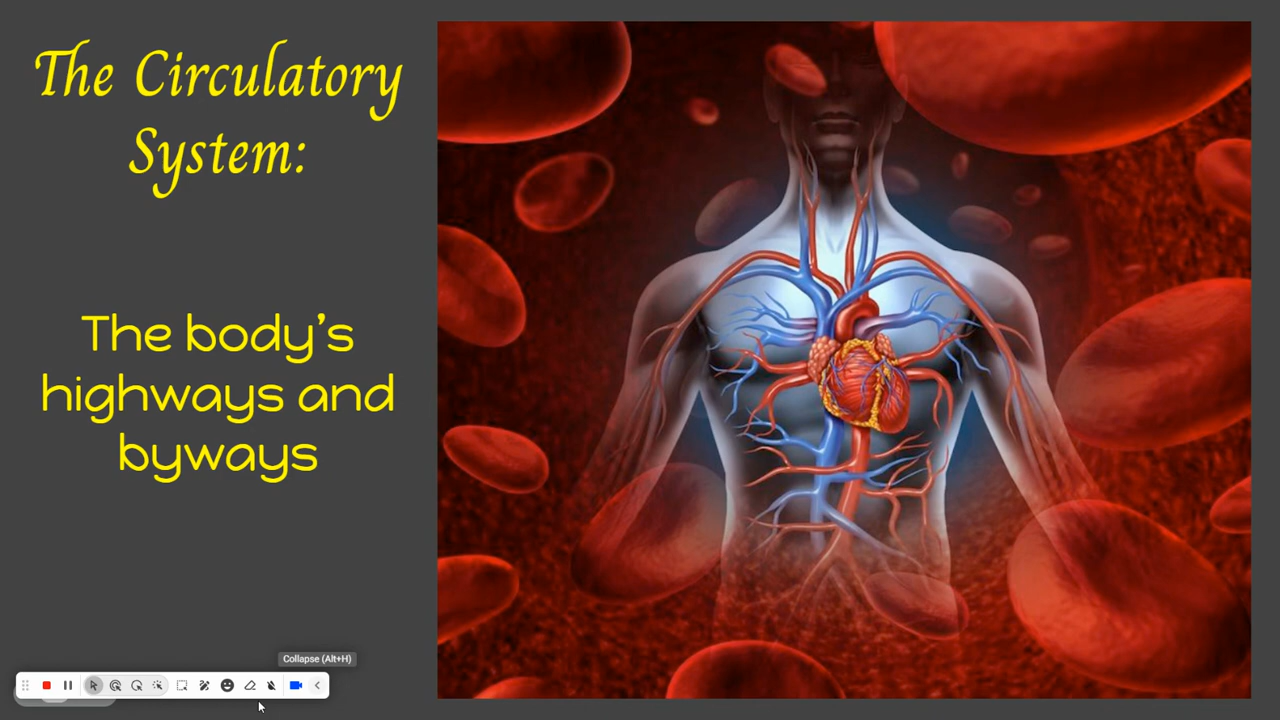 The Circulatory
System:
The body's
highways and
byways
Collapse (Alt+H)